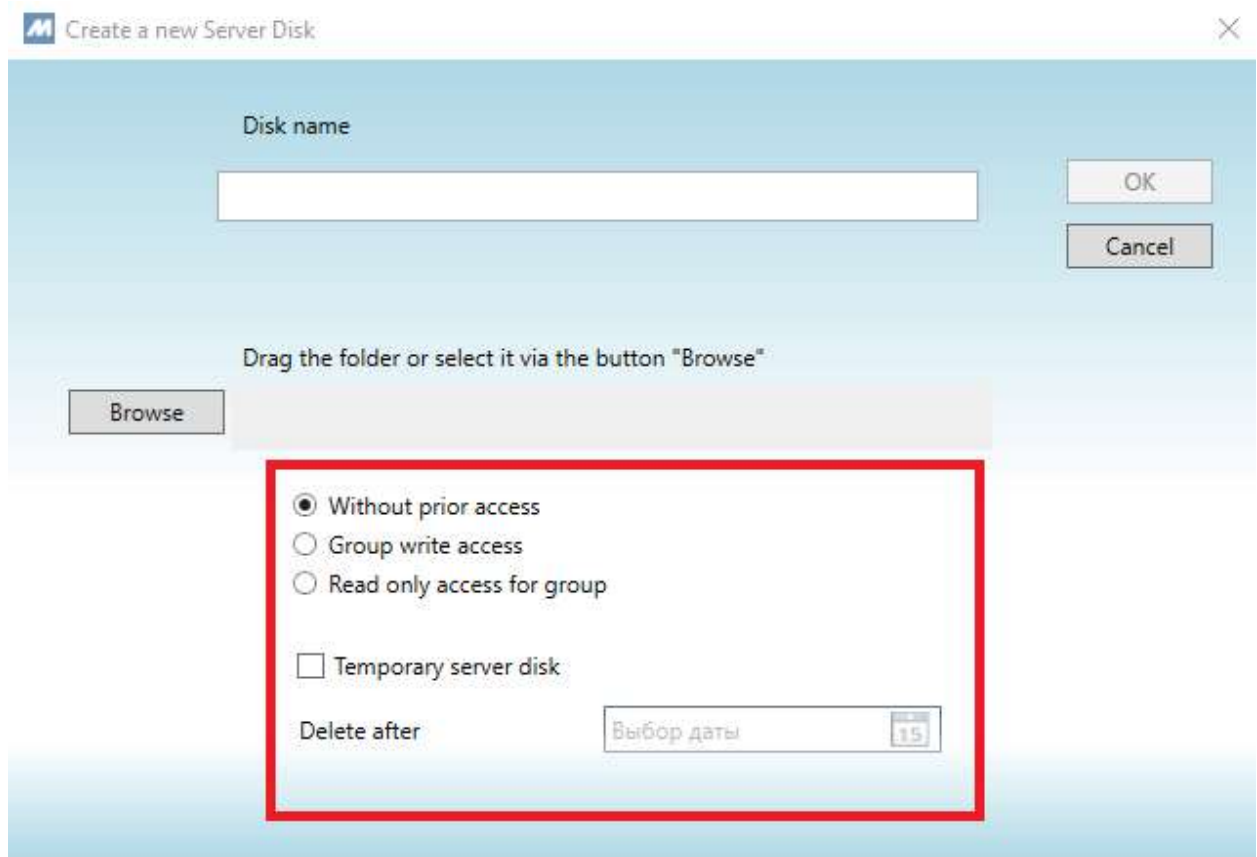 Create a new Server Disk
Disk name
OK
Cancel
Drag the folder or select it via the button "Browse"
Browse
Without prior access
Group write access
Read only access for group
Temporary server disk
Delete after
Выбор даты
15